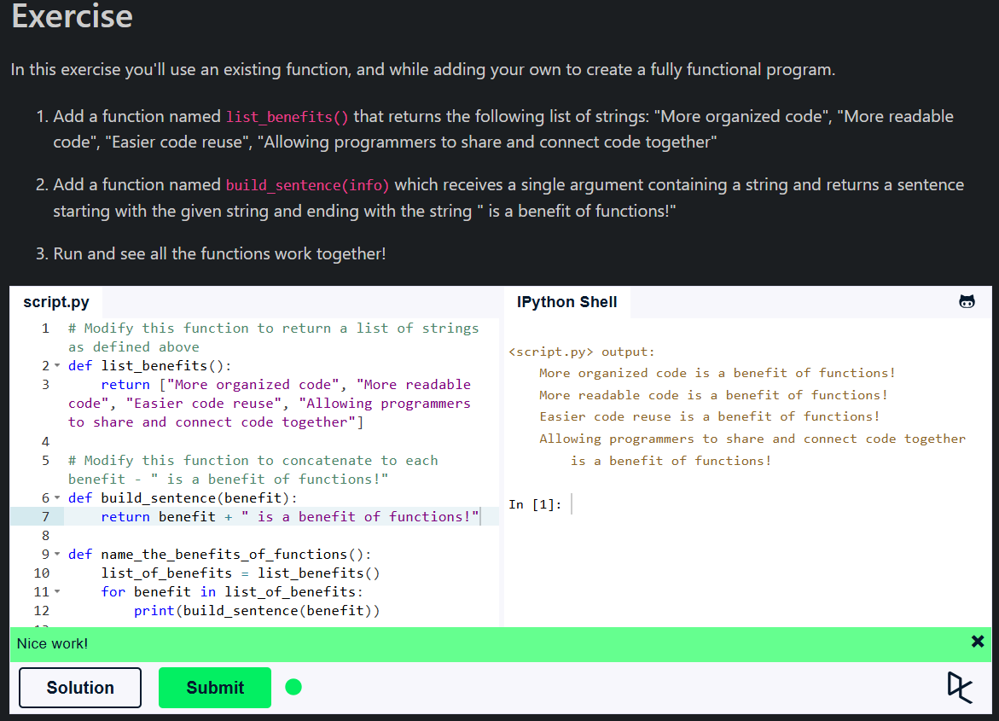 Exercise
In this exercise you'll use an existing function, and while adding your own to create a fully functional program.
1. Add a function named list_benefits() that returns the following list of strings: "More organized code", "More readable
code", "Easier code reuse", "Allowing programmers to share and connect code together"
2. Add a function named build_sentence(info) which receives a single argument containing a string and returns a sentence
starting with the given string and ending with the string " is a benefit of functions!"
3. Run and see all the functions work together!
script.py
1 # Modify this function to return a list of strings
as defined above
2 def list_benefits():
3     return ["More organized code", "More readable
code", "Easier code reuse", "Allowing programmers
to share and connect code together"]
4
5 # Modify this function to concatenate to each
benefit - " is a benefit of functions!"
6 def build_sentence(benefit):
7     return benefit + " is a benefit of functions!"
8
9 def name_the_benefits_of_functions():
10     list_of_benefits = list_benefits()
11     for benefit in list_of_benefits:
12         print(build_sentence(benefit))
IPython Shell
<script.py> output:
    More organized code is a benefit of functions!
    More readable code is a benefit of functions!
    Easier code reuse is a benefit of functions!
    Allowing programmers to share and connect code together
        is a benefit of functions!
In [1]:
Nice work!
Solution
Submit